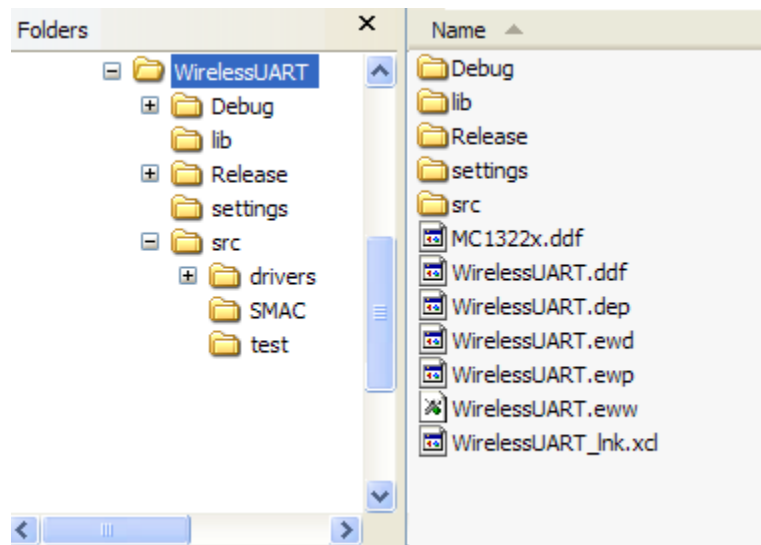 Folders
WirelessUART
Debug
lib
Release
settings
src
drivers
SMAC
test
Name
Debug
lib
Release
settings
src
MC1322x.ddf
WirelessUART.ddf
WirelessUART.dep
WirelessUART.ewd
WirelessUART.ewp
WirelessUART.eww
WirelessUART_lnk.xcl